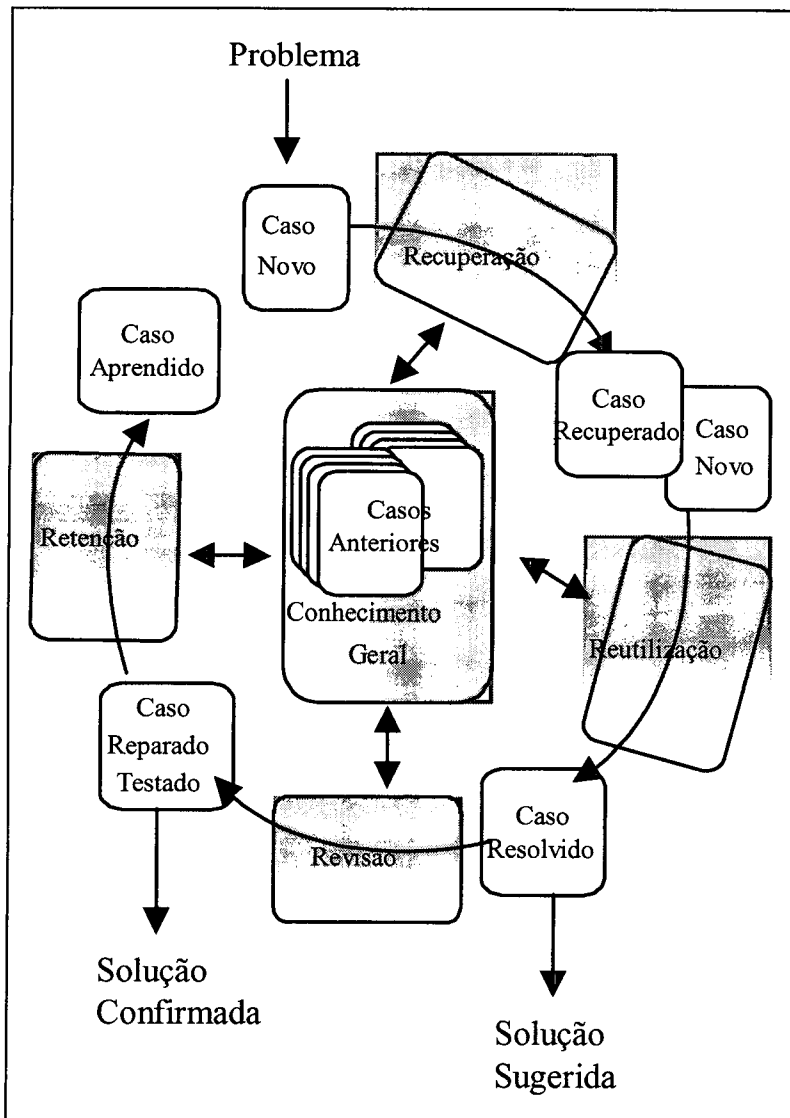 Problema
Caso
Novo
Recuperação
Caso
Aprendido
Caso
Recuperado
Caso
Novo
Casos
Anteriores
Retenção
Conhecimento
Geral
Reutilização
Caso
Reparado
Testado
Revisão
Caso
Resolvido
Solução
Confirmada
Solução
Sugerida